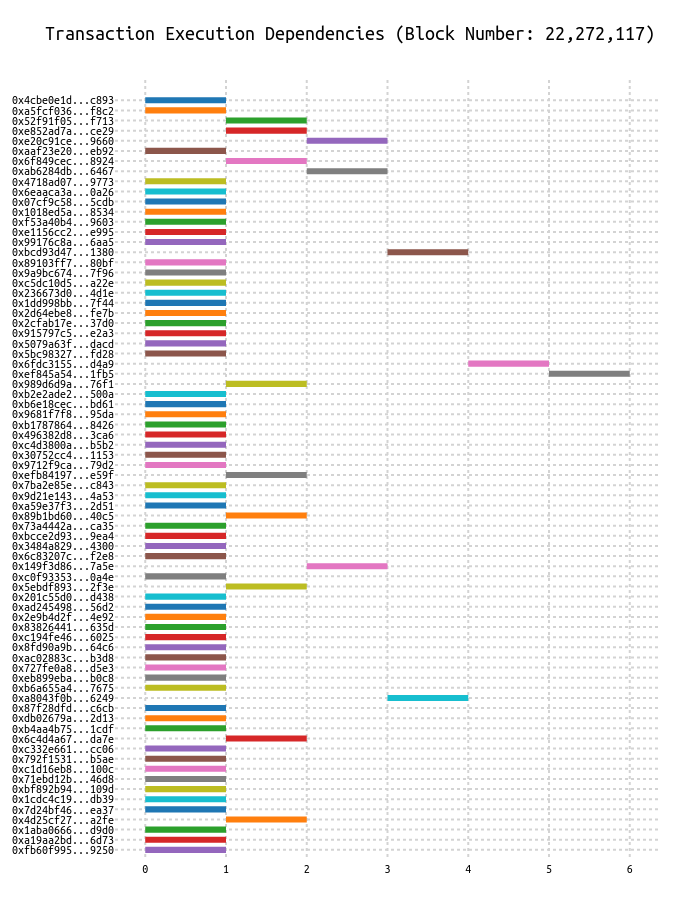 Transaction Execution Dependencies (Block Number: 22,272,117)
0x4cbe0e1d...c893
0xa5fcf036...f8c2
0x52f91f05...f713
0xe852ad7a...ce29
0xe20c91ce...9660
0xaaf23e20...eb92
0x6f849cec...8924
0xab6284db...6467
0x4718ad07...9773
0x6eaaca3a...0a26
0x07cf9c58...5cdb
0x1018ed5a...8534
0xf53a40b4...9603
0xe1156cc2...e995
0x99176c8a...6aa5
0xbcd93d47...1380
0x89103ff7...80bf
0x9a9bc674...7f96
0xc5dc10d5...a22e
0x236673d0...4d1e
0x1dd998bb...7f44
0x2d64ebe8...fe7b
0x2cfab17e...37d0
0x915797c5...e2a3
0x5079a63f...dacd
0x5bc98327...fd28
0x6fdc3155...d4a9
0xef845a54...1fb5
0x989d6d9a...76f1
0xb2e2ade2...500a
0xb6e18cec...bd61
0x9681f7f8...95da
0xb1787864...8426
0x496382d8...3ca6
0xc4d3800a...b5b2
0x30752cc4...1153
0x9712f9ca...79d2
0xefb84197...e59f
0x7ba2e85e...c843
0x9d21e143...4a53
0xa59e37f3...2d51
0x89b1bd60...40c5
0x73a4442a...ca35
0xbcce2d93...9ea4
0x3484a829...4300
0x6c83207c...f2e8
0x149f3d86...7a5e
0xc0f93353...0a4e
0x5ebdf893...2f3e
0x201c55d0...d438
0xad245498...56d2
0x2e9b4d2f...4e92
0x83826441...635d
0xc194fe46...6025
0x8fd90a9b...64c6
0xac02883c...b3d8
0x727fe0a8...d5e3
0xeb899eba...b0c8
0xb6a655a4...7675
0xa8043f0b...6249
0x87f28dfd...c6cb
0xdb02679a...2d13
0xb4aa4b75...1cdf
0x6c4d4a67...da7e
0xc332e661...cc06
0x792f1531...b5ae
0xc1d16eb8...100c
0x71ebd12b...46d8
0xbf892b94...109d
0x1cdc4c19...db39
0x7d24bf46...ea37
0x4d25cf27...a2fe
0x1aba0666...d9d0
0xa19aa2bd...6d73
0xfb60f995...9250
0 1 2 3 4 5 6